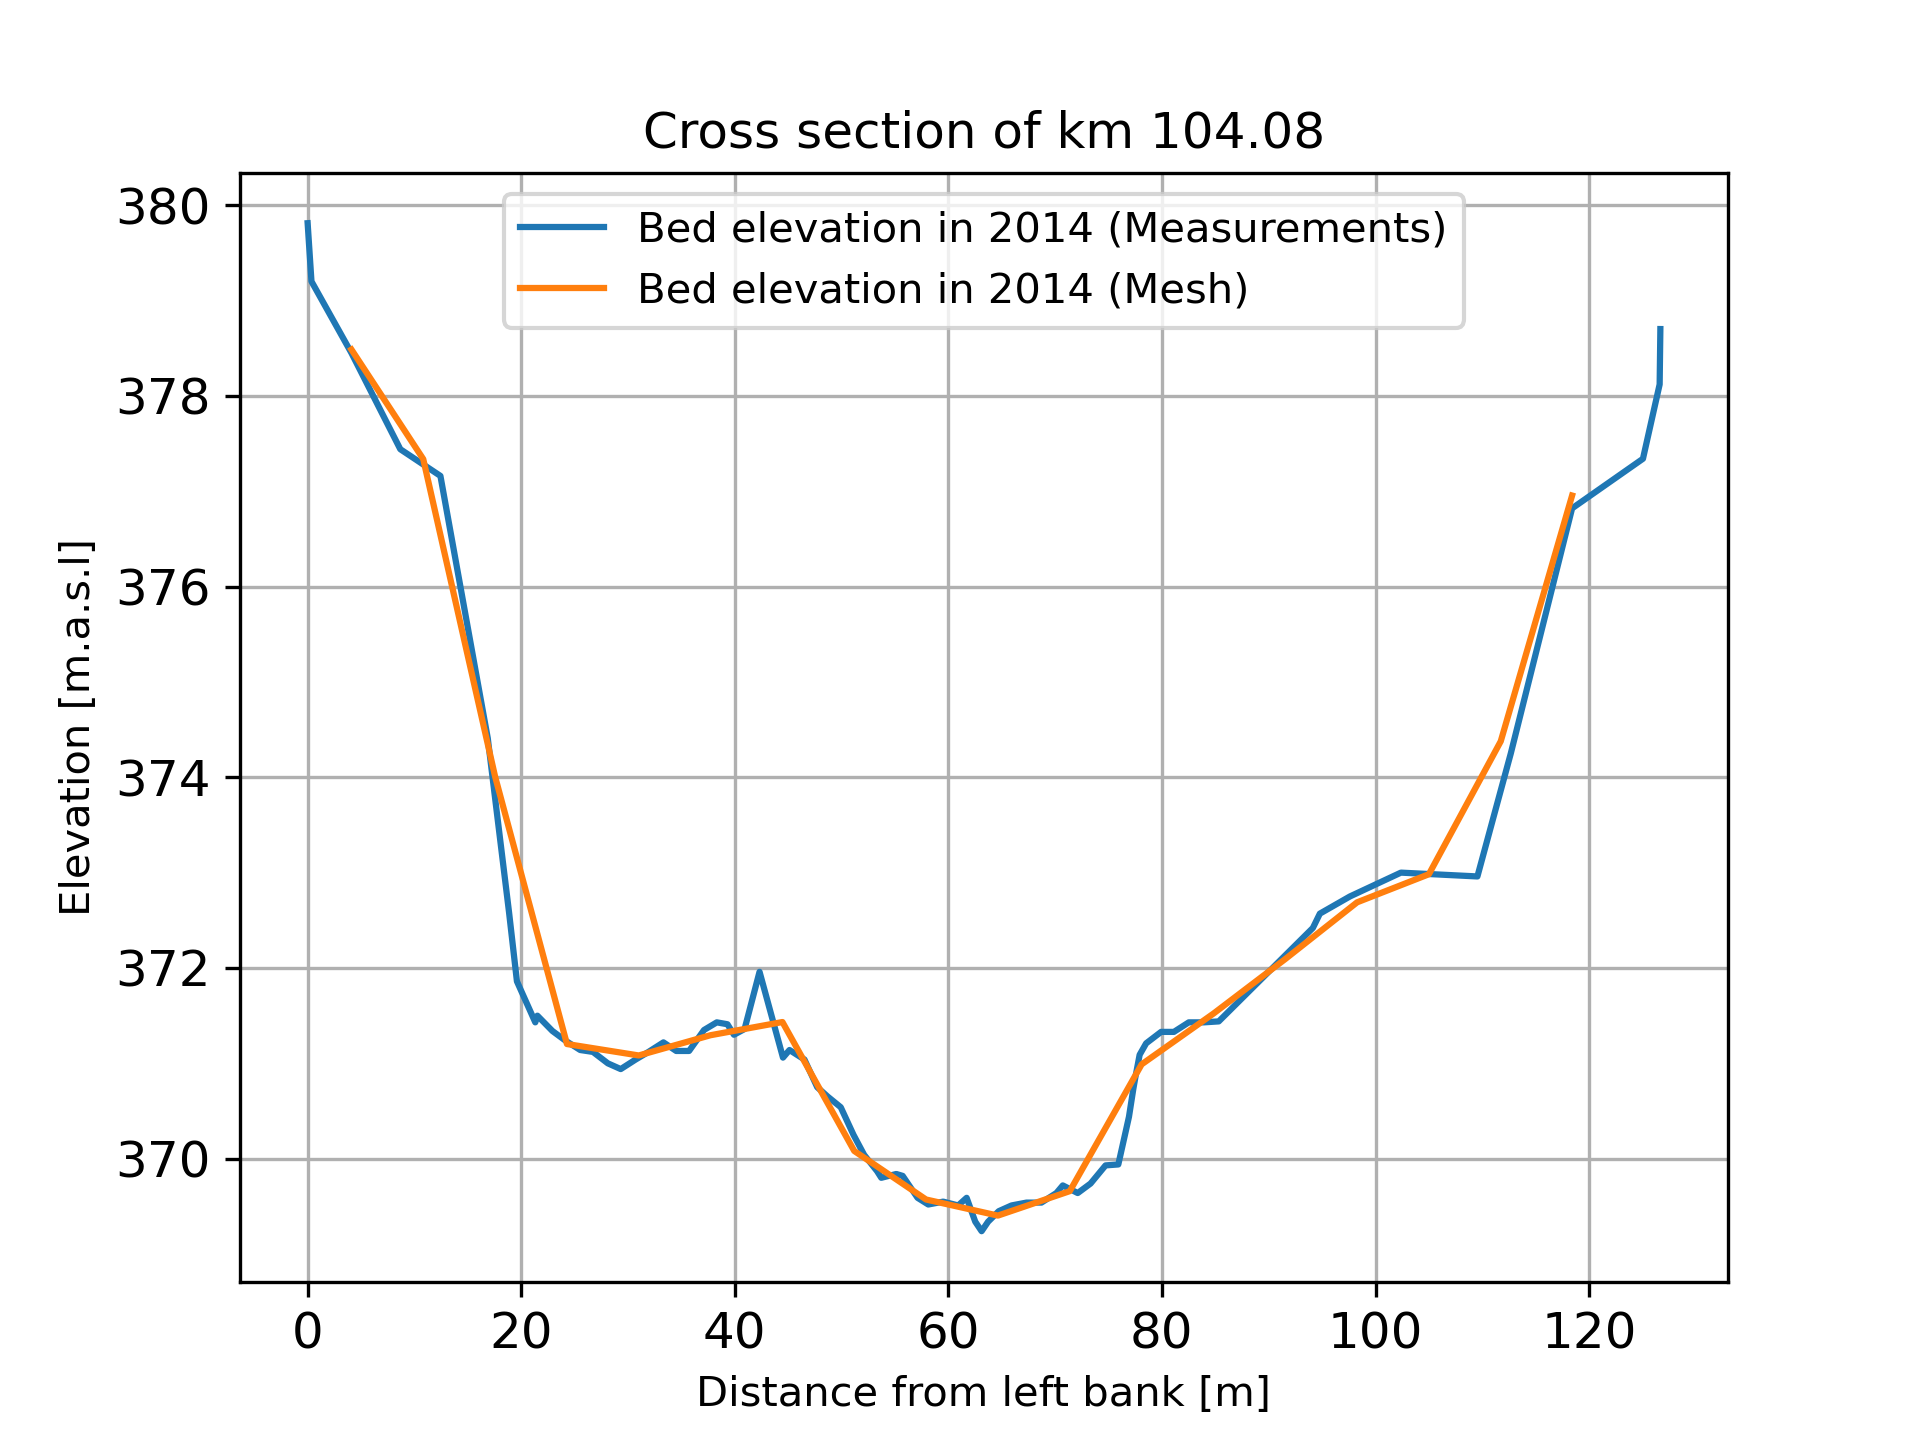 Cross section of km 104.08
Bed elevation in 2014 (Measurements)
Bed elevation in 2014 (Mesh)
Elevation [m.a.s.l]
380
378
376
374
372
370
0 20 40 60 80 100 120
Distance from left bank [m]